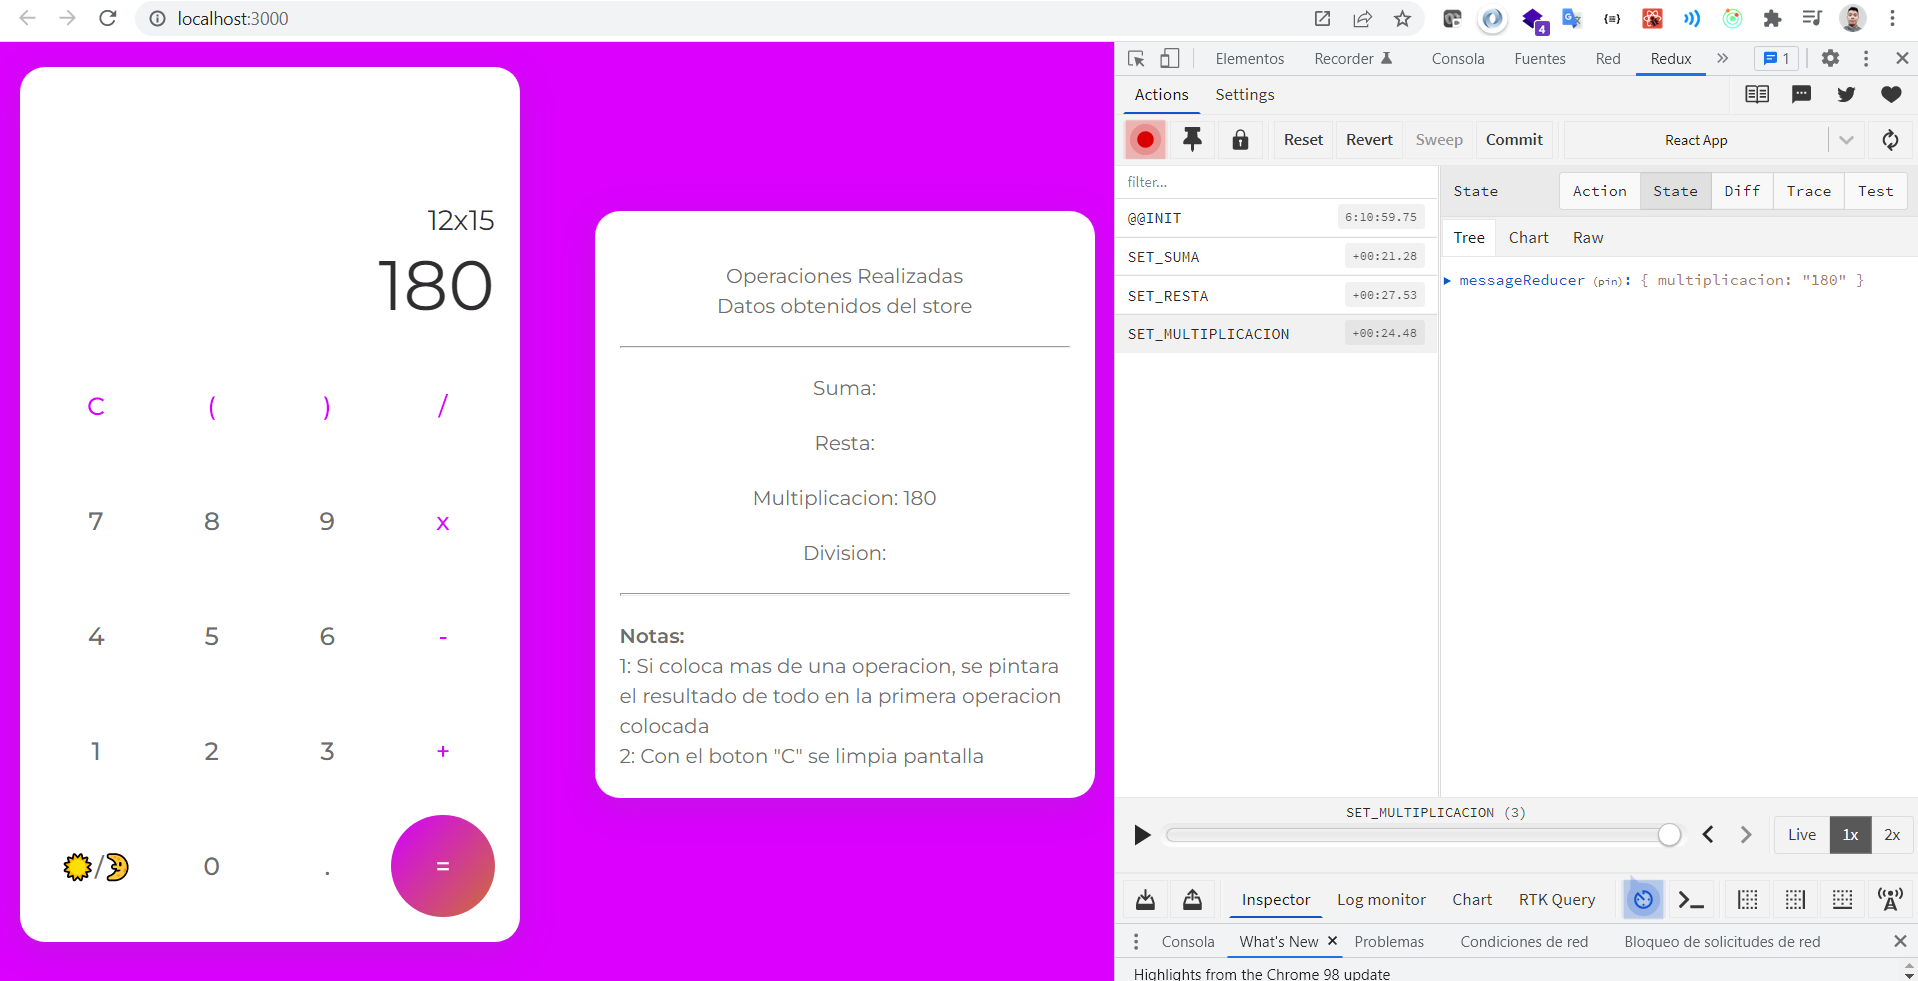 localhost:3000
4
Elementos Recorder Consola Fuentes Red Redux » 1
Actions Settings
Reset Revert Sweep Commit React App
filter...
@@INIT 6:10:59.75
SET_SUMA +00:21.28
SET_RESTA +00:27.53
SET_MULTIPLICACION +00:24.48
State Action State Diff Trace Test
Tree Chart Raw
messageReducer (pin): { multiplicacion: "180" }
12x15
180
C ( ) /
7 8 9 x
4 5 6 -
1 2 3 +
/ 0 . =
Operaciones Realizadas
Datos obtenidos del store
Suma:
Resta:
Multiplicacion: 180
Division:
Notas:
1: Si coloca mas de una operacion, se pintara
el resultado de todo en la primera operacion
colocada
2: Con el boton "C" se limpia pantalla
SET_MULTIPLICACION (3)
Live 1x 2x
Inspector Log monitor Chart RTK Query
Consola What's New × Problemas Condiciones de red Bloqueo de solicitudes de red
Highlights from the Chrome 98 update